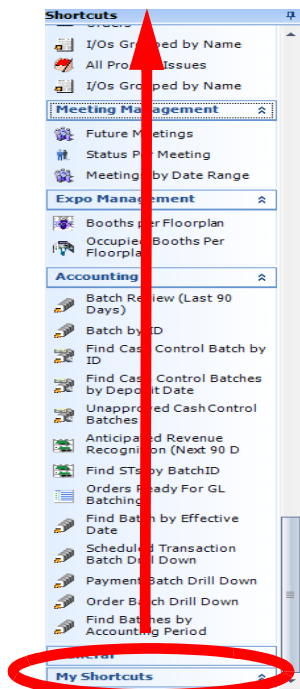 Shortcuts
Orders
I/Os Grouped by Name
All Pro Issues
I/Os Grouped by Name
Meeting Management
Future Meetings
Status Per Meeting
Meetings by Date Range
Expo Management
Booths per Floorplan
Occupied Booths Per
Floorplan
Accounting
Batch Review (Last 90
Days)
Batch by ID
Find Cash Control Batch by
ID
Find Cash Control Batches
by Deposit Date
Unapproved Cash Control
Batches
Anticipated Revenue
Recognition (Next 90 D
Find STs by BatchID
Orders Ready For GL
Batching
Find Batch by Effective
Date
Scheduled Transaction
Batch Drill Down
Payment Batch Drill Down
Order Batch Drill Down
Find Batches by
Accounting Period
General
My Shortcuts